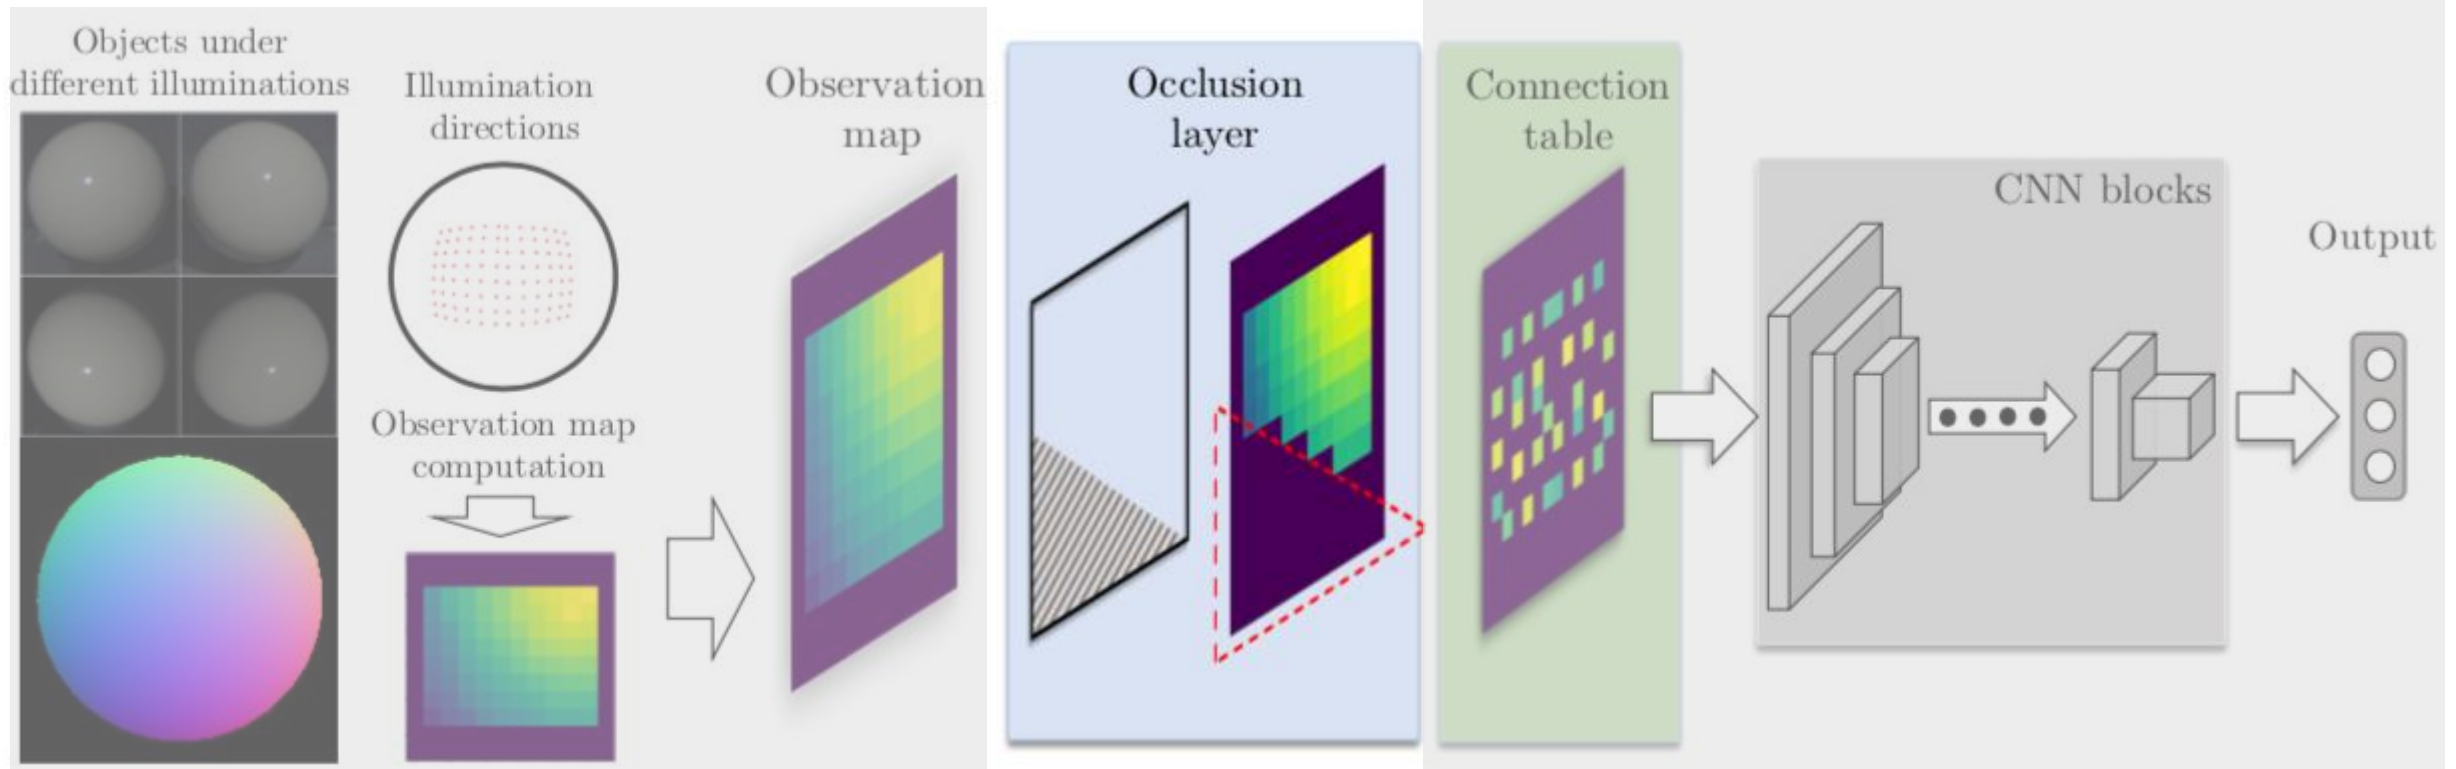 Objects under
different illuminations
Illumination
directions
Observation map
computation
Observation
map
Occlusion
layer
Connection
table
CNN blocks
Output